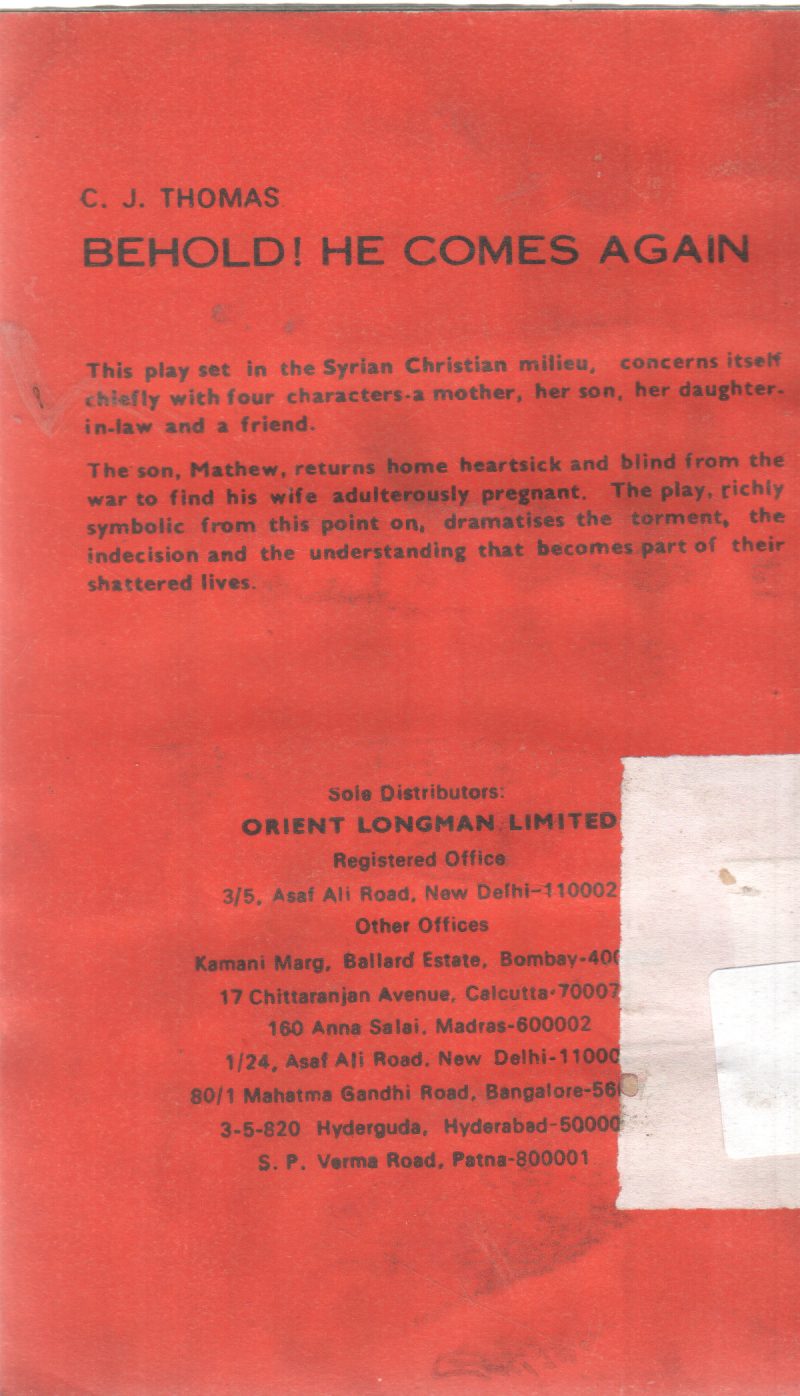 C. J. THOMAS
BEHOLD! HE COMES AGAIN
This play set in the Syrian Christian milieu, concerns itself
chiefly with four characters-a mother, her son, her daughter-
in-law and a friend.
The son, Mathew, returns home heartsick and blind from the
war to find his wife adulterously pregnant. The play, richly
symbolic from this point on, dramatises the torment, the
indecision and the understanding that becomes part of their
shattered lives.
Sole Distributors:
ORIENT LONGMAN LIMITED
Registered Office
3/5, Asaf Ali Road, New Delhi-110002
Other Offices
Kamani Marg, Ballard Estate, Bombay-40
17 Chittaranjan Avenue, Calcutta-70007
160 Anna Salai, Madras-600002
1/24, Asaf Ali Road, New Delhi-11000
80/1 Mahatma Gandhi Road, Bangalore-56
3-5-820 Hyderguda, Hyderabad-50000
S. P. Verma Road, Patna-800001